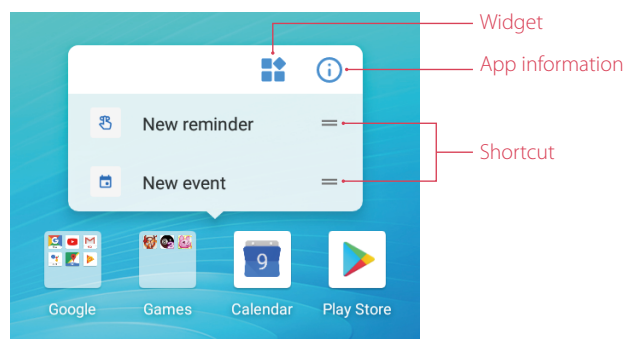 Widget
App information
New reminder
Shortcut
New event
9
Google
Games
Calendar
Play Store